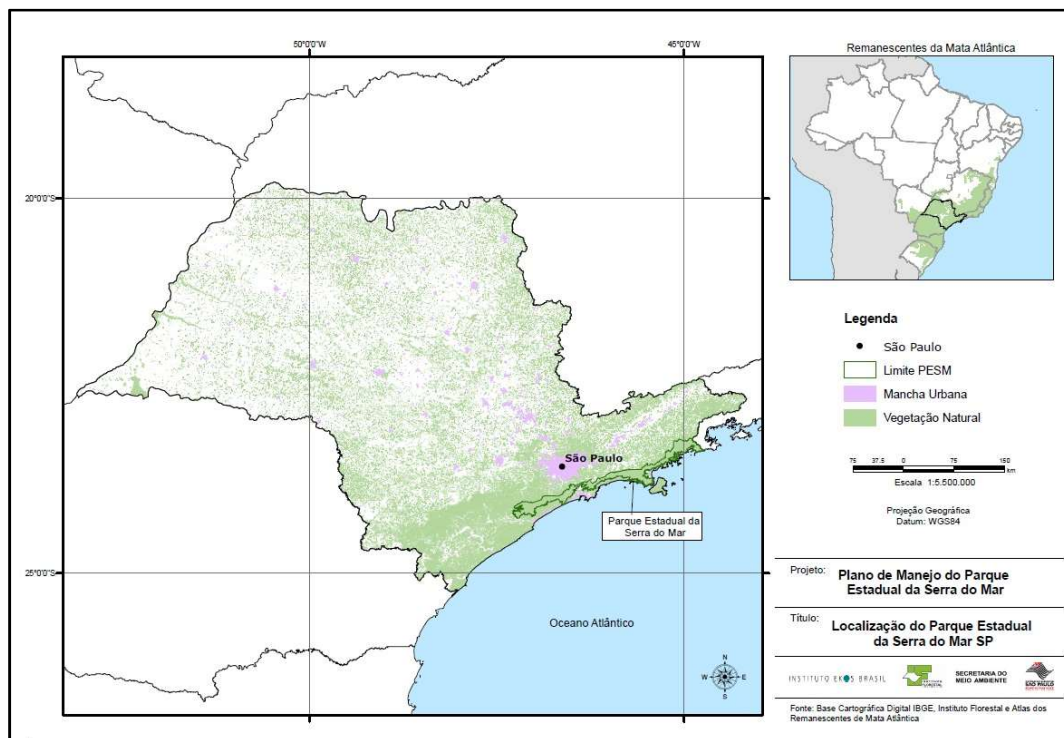 50°0'0"W
45°0'0"W
20°0'0"S
25°0'0"S
São Paulo
Parque Estadual da
Serra do Mar
Oceano Atlântico
N
W
E
S
Remanescentes da Mata Atlântica
Legenda
São Paulo
Limite PESM
Mancha Urbana
Vegetação Natural
75 37.5 0 75 150
km
Escala 1:5.500.000
Projeção Geográfica
Datum: WGS84
Projeto: Plano de Manejo do Parque
Estadual da Serra do Mar
Título: Localização do Parque Estadual
da Serra do Mar SP
INSTITUTO EKOS BRASIL
SECRETARIA DO
MEIO AMBIENTE
SÃO PAULO
Fonte: Base Cartográfica Digital IBGE, Instituto Florestal e Atlas dos
Remanescentes de Mata Atlântica